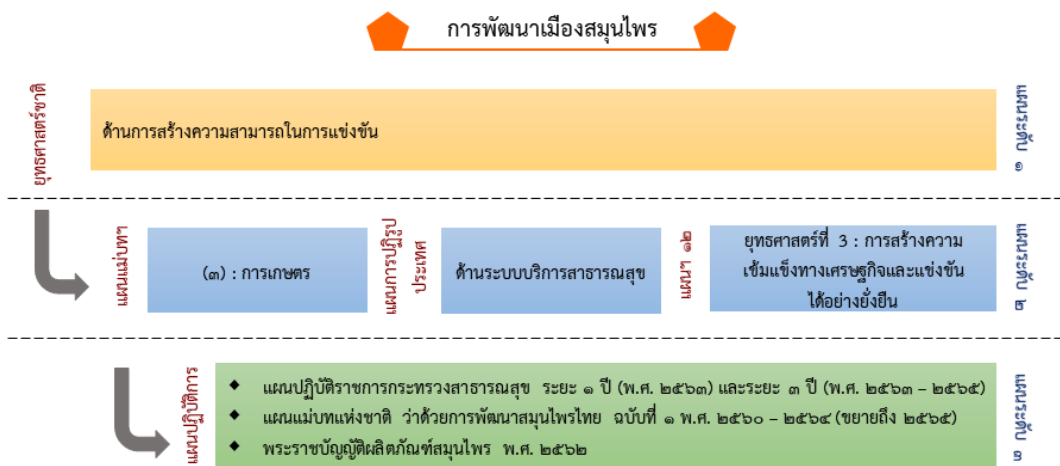 การพัฒนาเมืองสมุนไพร
ยุทธศาสตร์ชาติ
ด้านการสร้างความสามารถในการแข่งขัน
แผนระดับ ๑
แผนแม่บทฯ
(๓) : การเกษตร
แผนการปฏิรูป
ประเทศ
ด้านระบบบริการสาธารณสุข
แผนฯ ๑๒
ยุทธศาสตร์ที่ 3 : การสร้างความ
เข้มแข็งทางเศรษฐกิจและแข่งขัน
ได้อย่างยั่งยืน
แผนระดับ ๒
แผนปฏิบัติการ
◆ แผนปฏิบัติราชการกระทรวงสาธารณสุข ระยะ ๑ ปี (พ.ศ. ๒๕๖๓) และระยะ ๓ ปี (พ.ศ. ๒๕๖๓ – ๒๕๖๕)
◆ แผนแม่บทแห่งชาติ ว่าด้วยการพัฒนาสมุนไพรไทย ฉบับที่ ๑ พ.ศ. ๒๕๖๐ – ๒๕๖๔ (ขยายถึง ๒๕๖๕)
◆ พระราชบัญญัติผลิตภัณฑ์สมุนไพร พ.ศ. ๒๕๖๒
แผนระดับ ๓